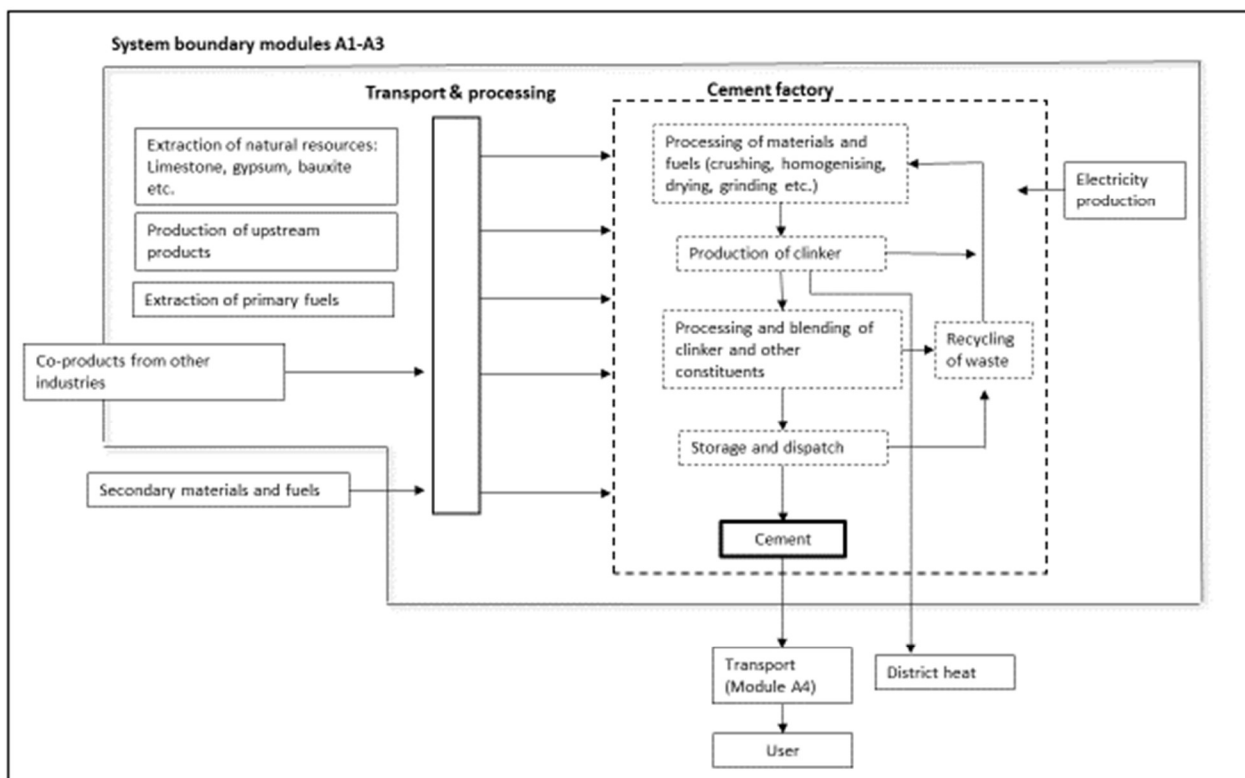 System boundary modules A1-A3
Transport & processing
Cement factory
Extraction of natural resources:
Limestone, gypsum, bauxite
etc.
Production of upstream
products
Extraction of primary fuels
Co-products from other
industries
Secondary materials and fuels
Processing of materials and
fuels (crushing, homogenising,
drying, grinding etc.)
Production of clinker
Processing and blending of
clinker and other
constituents
Storage and dispatch
Cement
Recycling
of waste
Electricity
production
Transport
(Module A4)
District heat
User